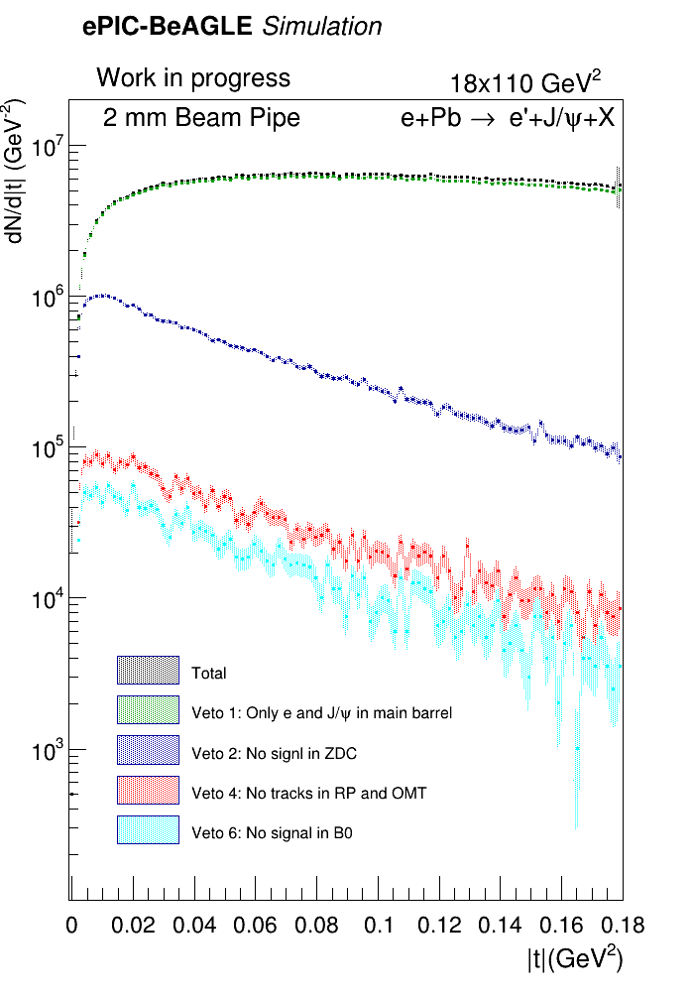 ePIC-BeAGLE Simulation
Work in progress
18x110 GeV²
2 mm Beam Pipe
e+Pb → e'+J/ψ+X
dN/d|t| (GeV⁻²)
10⁷
10⁶
10⁵
10⁴
10³
Total
Veto 1: Only e and J/ψ in main barrel
Veto 2: No signl in ZDC
Veto 4: No tracks in RP and OMT
Veto 6: No signal in B0
0 0.02 0.04 0.06 0.08 0.1 0.12 0.14 0.16 0.18
|t|(GeV²)